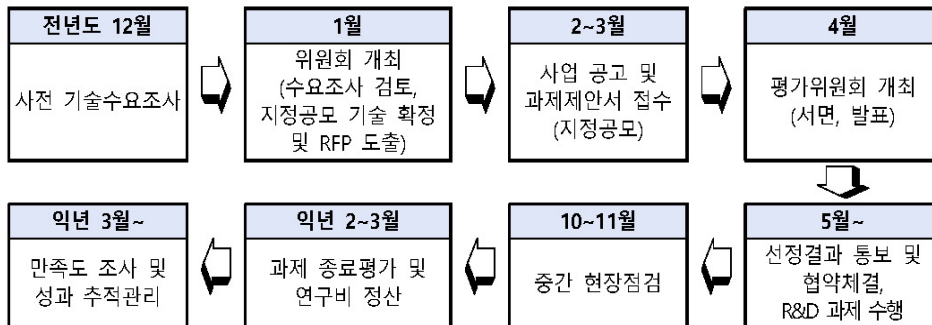 전년도 12월
사전 기술수요조사
1월
위원회 개최
(수요조사 검토,
지정공모 기술 확정
및 RFP 도출)
2~3월
사업 공고 및
과제제안서 접수
(지정공모)
4월
평가위원회 개최
(서면, 발표)
5월~
선정결과 통보 및
협약체결,
R&D 과제 수행
10~11월
중간 현장점검
익년 2~3월
과제 종료평가 및
연구비 정산
익년 3월~
만족도 조사 및
성과 추적관리